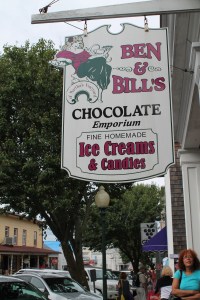 BEN
&
BILL'S
CHOCOLATE
Emporium
FINE HOMEMADE
Ice Creams
& Candies